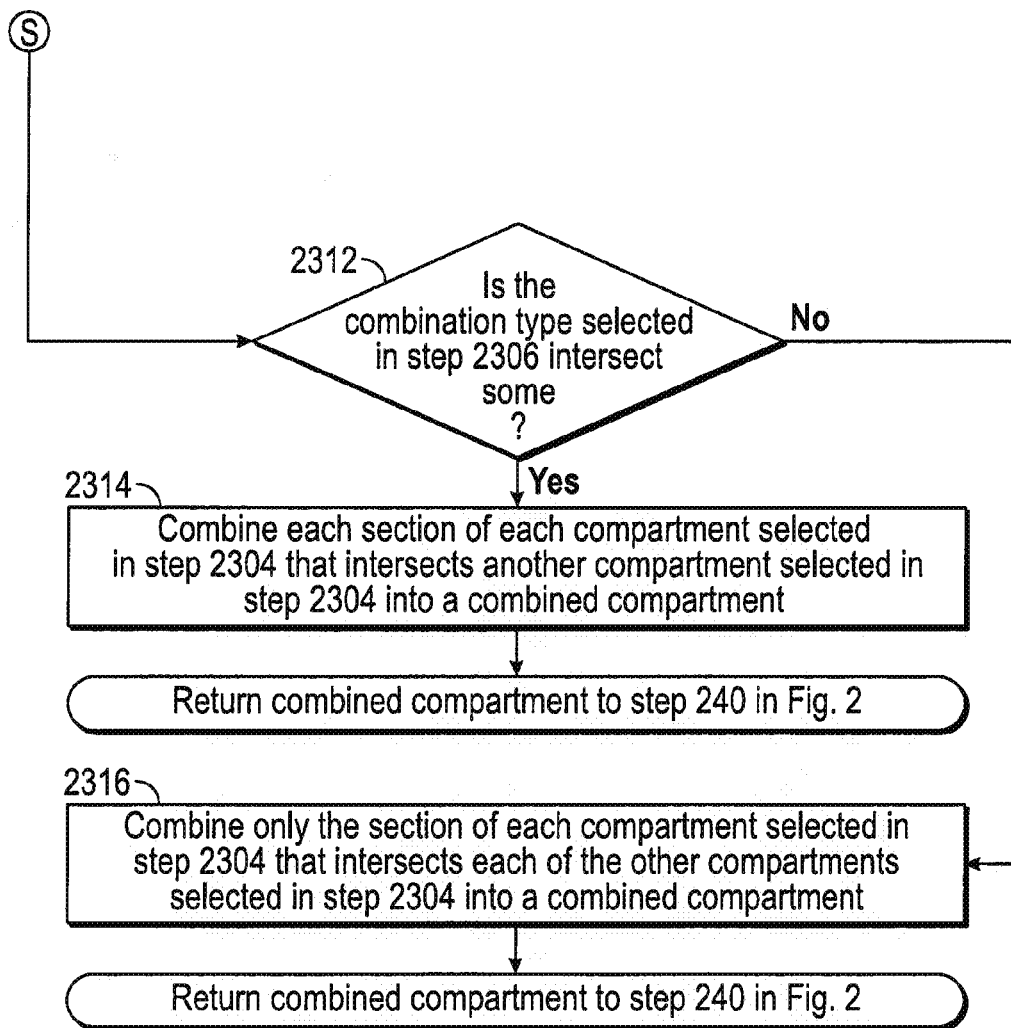 S
2312
Is the
combination type selected
in step 2306 intersect
some
?
No
Yes
2314
Combine each section of each compartment selected
in step 2304 that intersects another compartment selected in
step 2304 into a combined compartment
Return combined compartment to step 240 in Fig. 2
2316
Combine only the section of each compartment selected in
step 2304 that intersects each of the other compartments
selected in step 2304 into a combined compartment
Return combined compartment to step 240 in Fig. 2